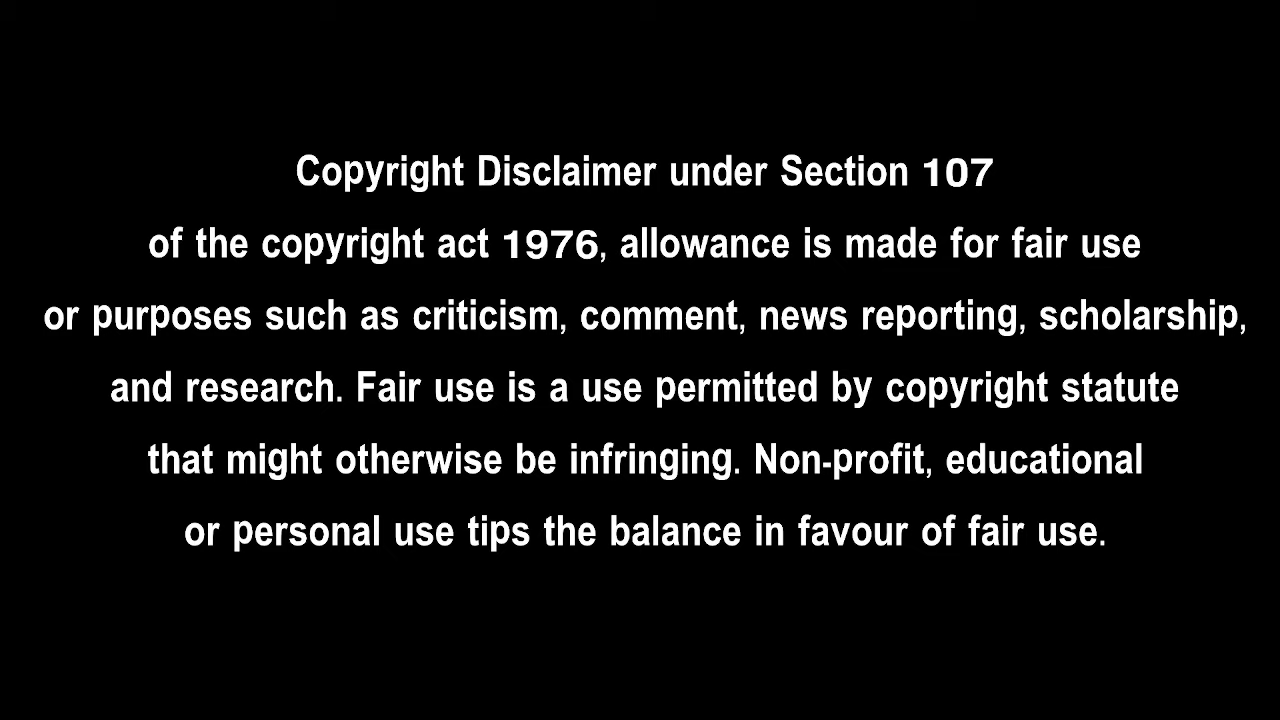 Copyright Disclaimer under Section 107
of the copyright act 1976, allowance is made for fair use
or purposes such as criticism, comment, news reporting, scholarship,
and research. Fair use is a use permitted by copyright statute
that might otherwise be infringing. Non-profit, educational
or personal use tips the balance in favour of fair use.